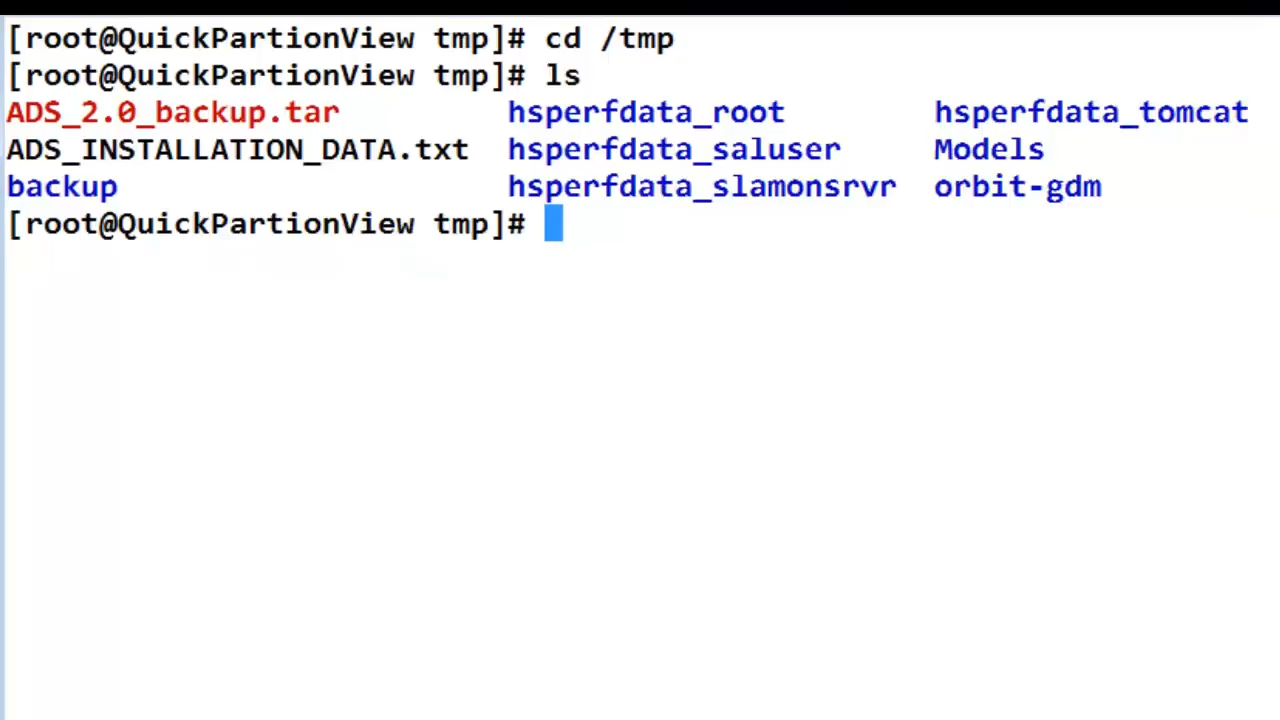 [root@QuickPartionView tmp]# cd /tmp
[root@QuickPartionView tmp]# ls
ADS_2.0_backup.tar hsperfdata_root hsperfdata_tomcat
ADS_INSTALLATION_DATA.txt hsperfdata_saluser Models
backup hsperfdata_slamonsrvr orbit-gdm
[root@QuickPartionView tmp]#